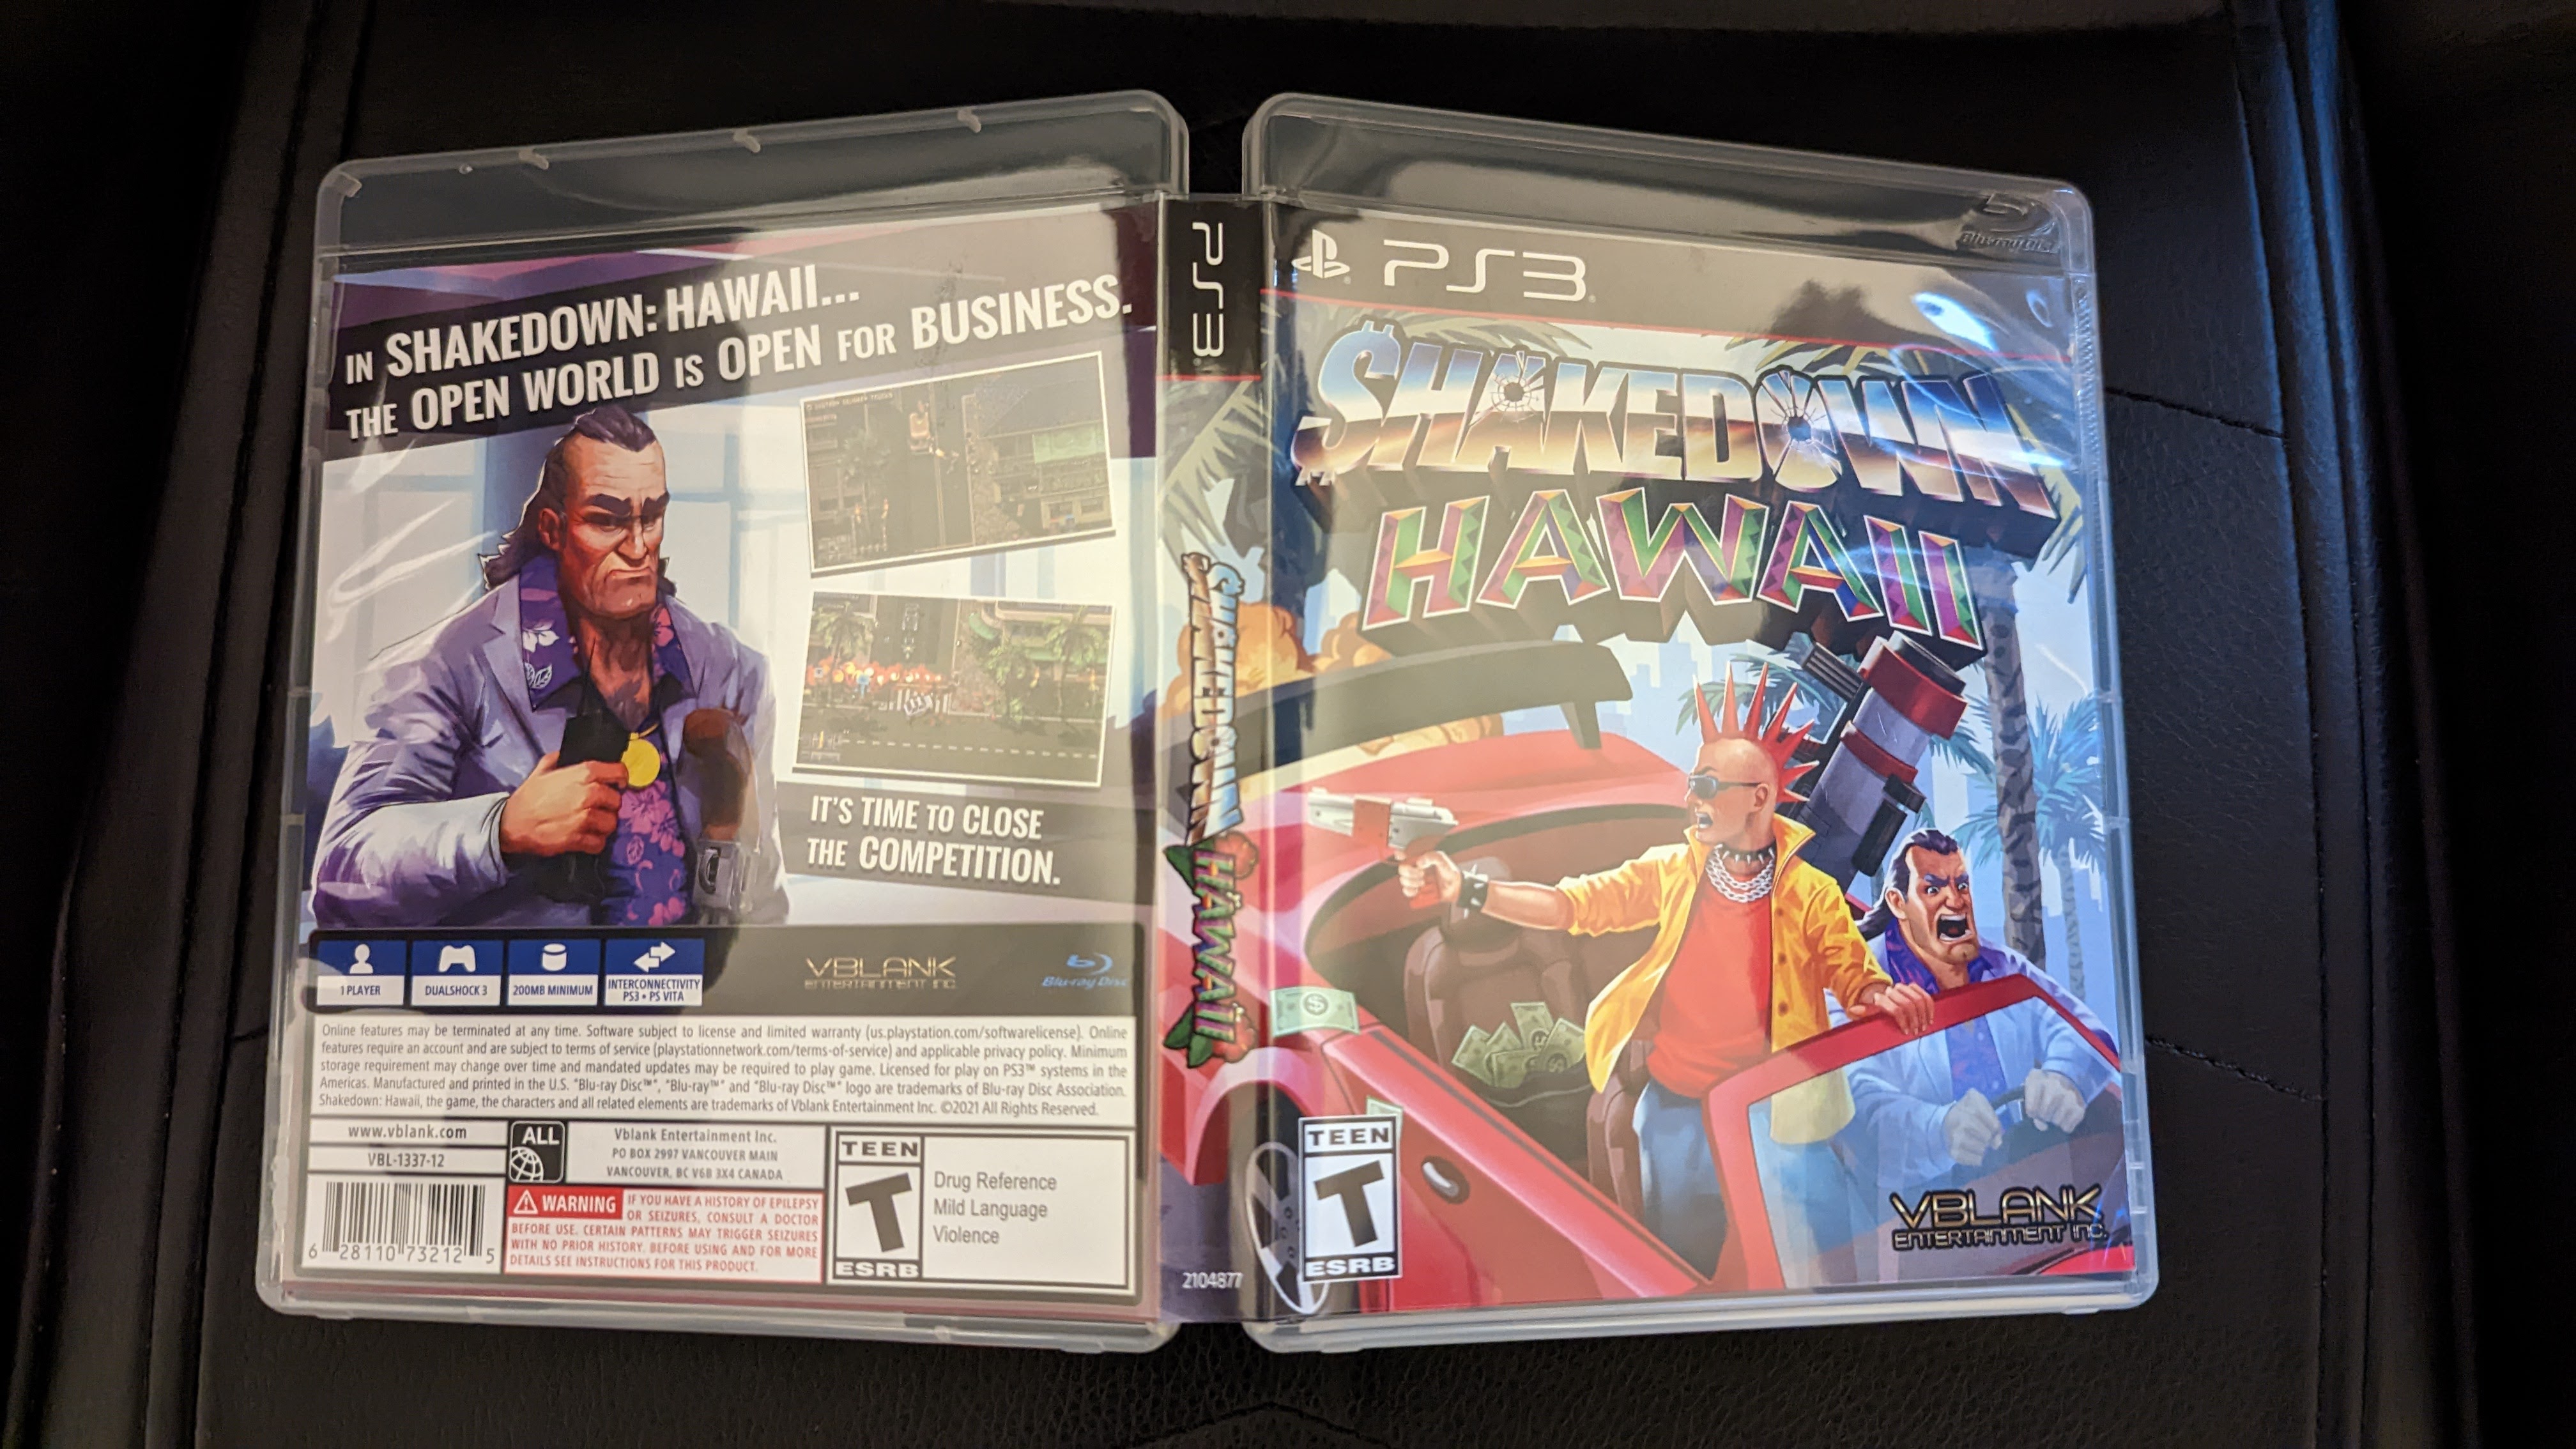 IN SHAKEDOWN: HAWAII...
THE OPEN WORLD IS OPEN FOR BUSINESS.
IT'S TIME TO CLOSE
THE COMPETITION.
1 PLAYER
DUALSHOCK 3
200MB MINIMUM
INTERCONNECTIVITY
PS3 • PS VITA
VBLANK
ENTERTAINMENT INC.
Blu-ray Disc
Online features may be terminated at any time. Software subject to license and limited warranty (us.playstation.com/softwarelicense). Online
features require an account and are subject to terms of service (playstationnetwork.com/terms-of-service) and applicable privacy policy. Minimum
storage requirement may change over time and mandated updates may be required to play game. Licensed for play on PS3™ systems in the
Americas. Manufactured and printed in the U.S. "Blu-ray Disc™", "Blu-ray™" and "Blu-ray Disc™" logo are trademarks of Blu-ray Disc Association.
Shakedown: Hawaii, the game, the characters and all related elements are trademarks of Vblank Entertainment Inc. ©2021 All Rights Reserved.
www.vblank.com
VBL-1337-12
6 28110 73212 5
ALL
Vblank Entertainment Inc.
PO BOX 2997 VANCOUVER MAIN
VANCOUVER, BC V6B 3X4 CANADA
WARNING IF YOU HAVE A HISTORY OF EPILEPSY
OR SEIZURES, CONSULT A DOCTOR
BEFORE USE. CERTAIN PATTERNS MAY TRIGGER SEIZURES
WITH NO PRIOR HISTORY. BEFORE USING AND FOR MORE
DETAILS SEE INSTRUCTIONS FOR THIS PRODUCT.
TEEN
T
ESRB
Drug Reference
Mild Language
Violence
PS3
SHAKEDOWN
HAWAII
2104877
PS3
Blu-ray Disc
SHAKEDOWN
HAWAII
TEEN
T
ESRB
VBLANK
ENTERTAINMENT INC.